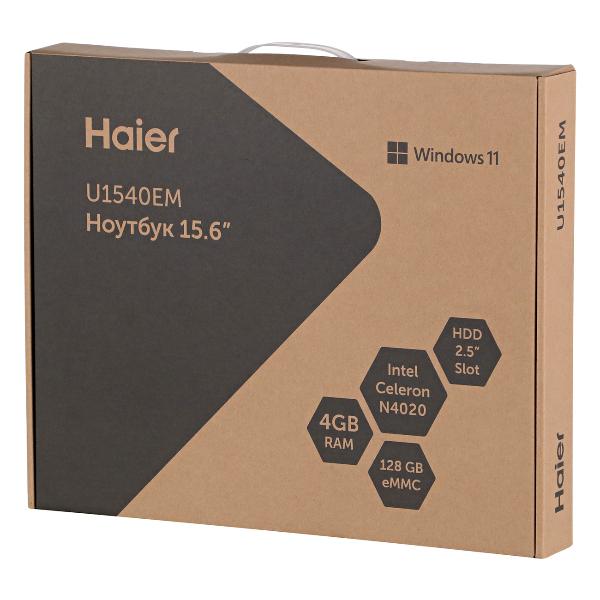 Haier
U1540EM
Ноутбук 15.6”
Windows 11
HDD
2.5”
Slot
Intel
Celeron
N4020
4GB
RAM
128 GB
eMMC
U1540EM
Haier